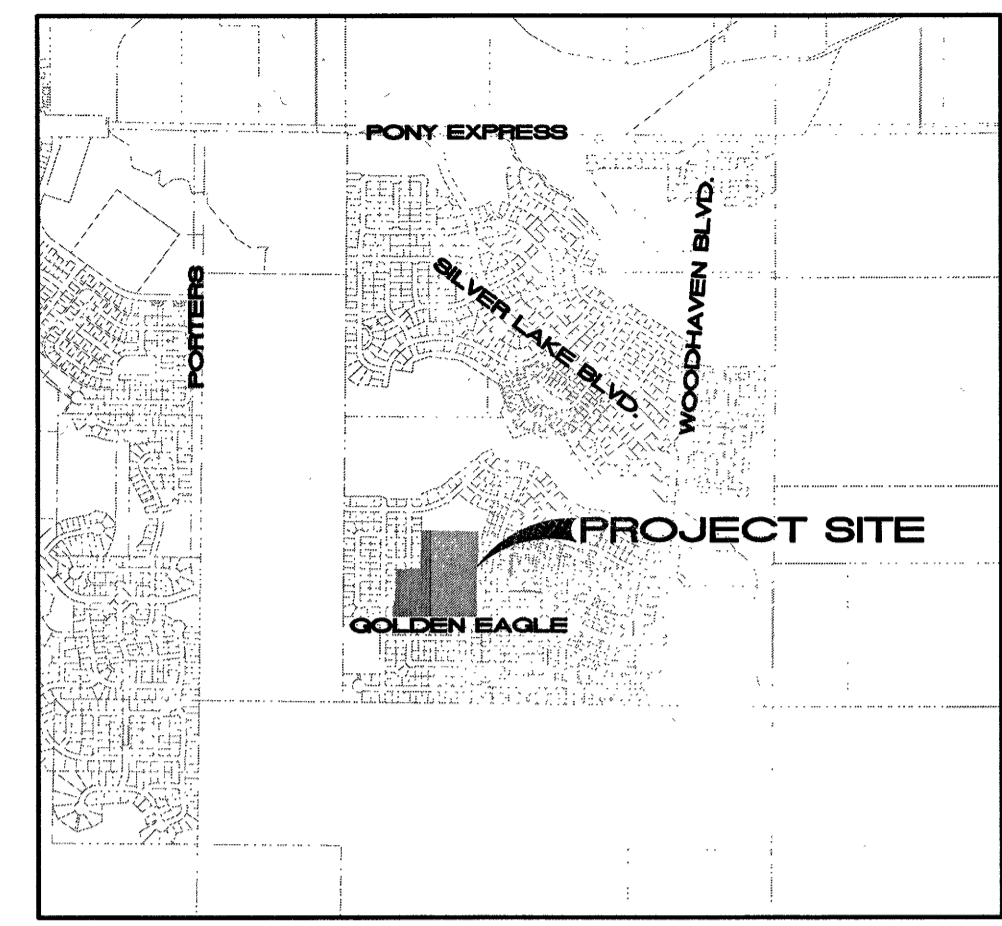 PONY EXPRESS
PORTERS
SILVER LAKE BLVD.
WOODHAVEN BLVD.
PROJECT SITE
GOLDEN EAGLE